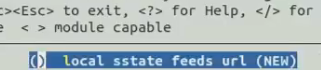 ><Esc> to exit, <?> for Help, </> for
< > module capable
() local sstate feeds url (NEW)